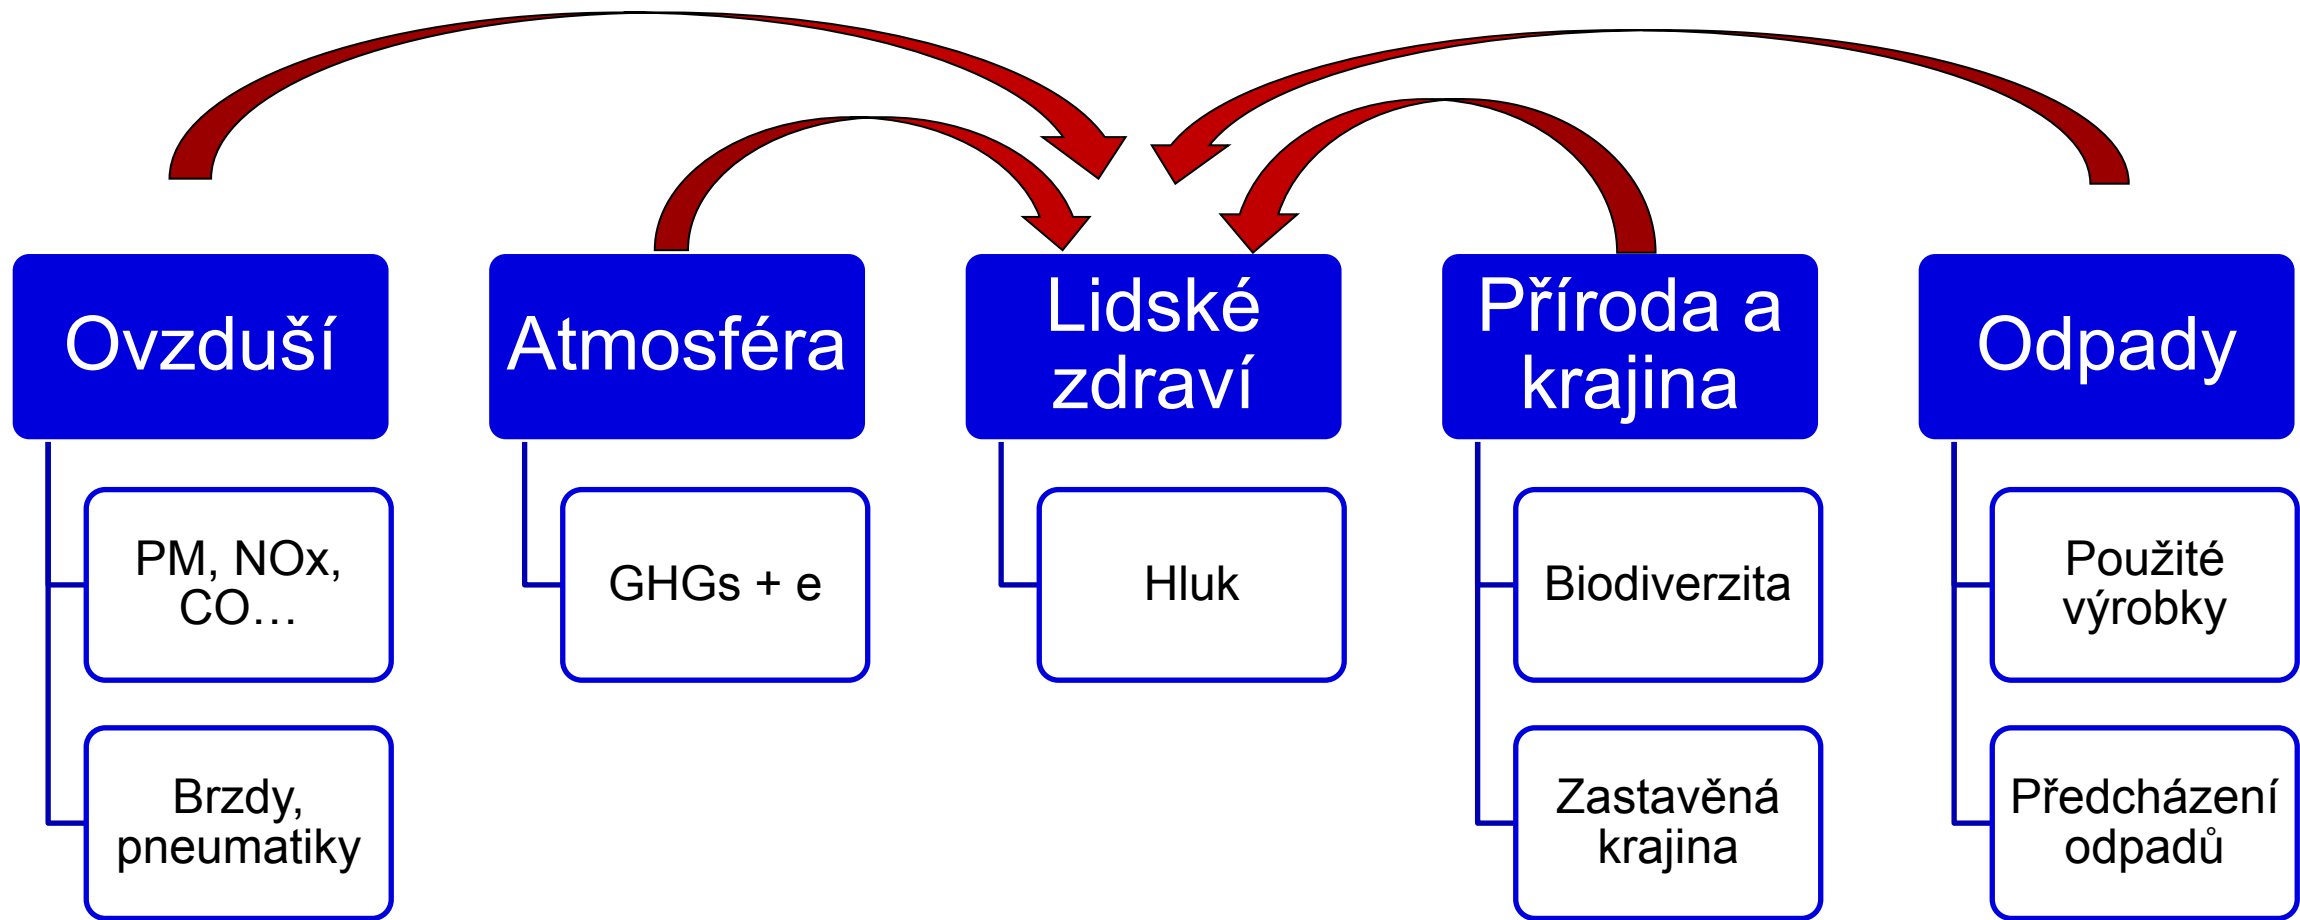 Ovzduší
Atmosféra
Lidské
zdraví
Příroda a
krajina
Odpady
PM, NOx,
CO…
GHGs + e
Hluk
Biodiverzita
Použité
výrobky
Brzdy,
pneumatiky
Zastavěná
krajina
Předcházení
odpadů